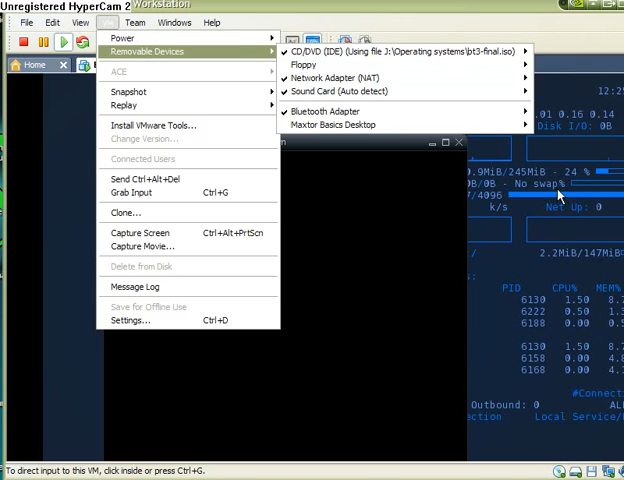 Unregistered HyperCam 2
Workstation
File Edit View VM Team Windows Help
Home
Power
Removable Devices
ACE
Snapshot
Replay
Install VMware Tools...
Change Version...
Connected Users
Send Ctrl+Alt+Del
Grab Input Ctrl+G
Clone...
Capture Screen Ctrl+Alt+PrtScn
Capture Movie...
Delete from Disk
Message Log
Save for Offline Use
Settings... Ctrl+D
CD/DVD (IDE) (Using file J:\Operating systems\bt3-final.iso)
Floppy
Network Adapter (NAT)
Sound Card (Auto detect)
Bluetooth Adapter
Maxtor Basics Desktop
12:25
.01 0.16 0.14
Disk I/O: 0B
0.9MiB/245MiB - 24 %
0B/0B - No swap%
7/4096
k/s Net Up: 0
/ 2.2MiB/147MiB
s:
PID CPU% MEM%
6130 1.50 8.7
6222 0.50 1.3
6188 0.00 0.5
6130 1.50 8.7
6158 0.00 4.8
6168 0.00 4.1
#Connecti
Outbound: 0 AL
ection Local Service/
To direct input to this VM, click inside or press Ctrl+G.